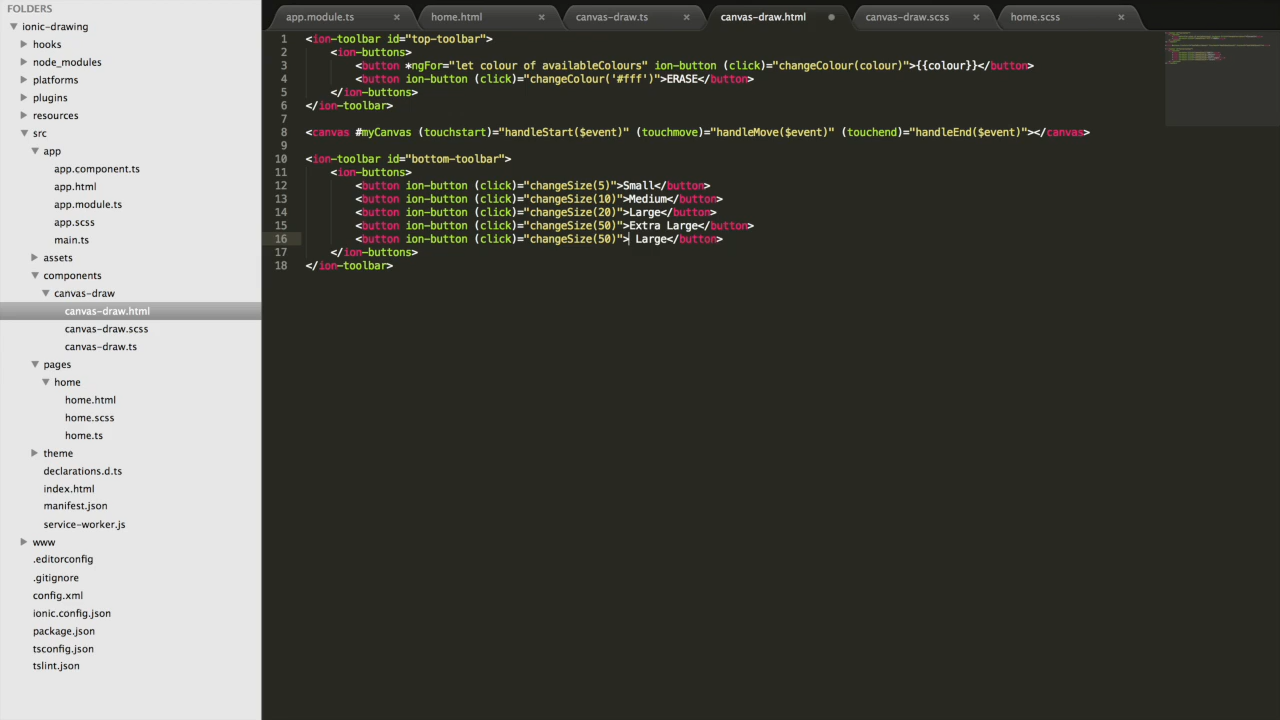 FOLDERS
ionic-drawing
hooks
node_modules
platforms
plugins
resources
src
app
app.component.ts
app.html
app.module.ts
app.scss
main.ts
assets
components
canvas-draw
canvas-draw.html
canvas-draw.scss
canvas-draw.ts
pages
home
home.html
home.scss
home.ts
theme
declarations.d.ts
index.html
manifest.json
service-worker.js
www
.editorconfig
.gitignore
config.xml
ionic.config.json
package.json
tsconfig.json
tslint.json
app.module.ts × home.html × canvas-draw.ts × canvas-draw.html canvas-draw.scss × home.scss ×
1 <ion-toolbar id="top-toolbar">
2 <ion-buttons>
3 <button *ngFor="let colour of availableColours" ion-button (click)="changeColour(colour)">{{colour}}</button>
4 <button ion-button (click)="changeColour('#fff')">ERASE</button>
5 </ion-buttons>
6 </ion-toolbar>
7
8 <canvas #myCanvas (touchstart)="handleStart($event)" (touchmove)="handleMove($event)" (touchend)="handleEnd($event)"></canvas>
9
10 <ion-toolbar id="bottom-toolbar">
11 <ion-buttons>
12 <button ion-button (click)="changeSize(5)">Small</button>
13 <button ion-button (click)="changeSize(10)">Medium</button>
14 <button ion-button (click)="changeSize(20)">Large</button>
15 <button ion-button (click)="changeSize(50)">Extra Large</button>
16 <button ion-button (click)="changeSize(50)"> Large</button>
17 </ion-buttons>
18 </ion-toolbar>